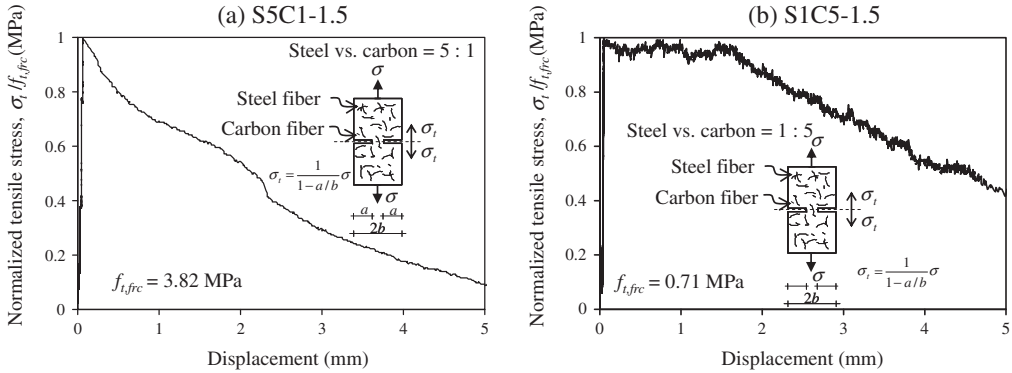 (a) S5C1-1.5
Normalized tensile stress, σt/ft,frc(MPa)
1
0.8
0.6
0.4
0.2
0
Steel vs. carbon = 5 : 1
σ
Steel fiber
Carbon fiber
σt
σt
σt = 1/(1−a/b) σ
σ
a a
2b
ft,frc = 3.82 MPa
0 1 2 3 4 5
Displacement (mm)
(b) S1C5-1.5
Normalized tensile stress, σt/ft,frc(MPa)
1
0.8
0.6
0.4
0.2
0
Steel vs. carbon = 1 : 5
σ
Steel fiber
Carbon fiber
σt
σt
σ
σt = 1/(1−a/b) σ
2b
ft,frc = 0.71 MPa
0 1 2 3 4 5
Displacement (mm)